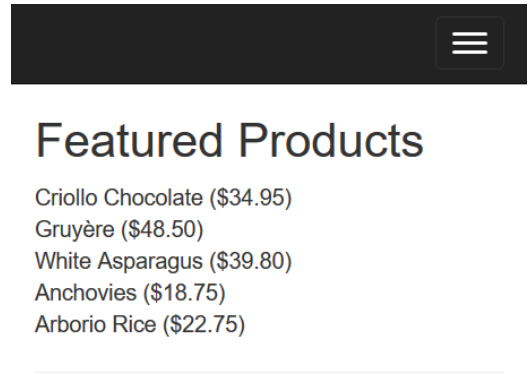 Featured Products
Criollo Chocolate ($34.95)
Gruyère ($48.50)
White Asparagus ($39.80)
Anchovies ($18.75)
Arborio Rice ($22.75)